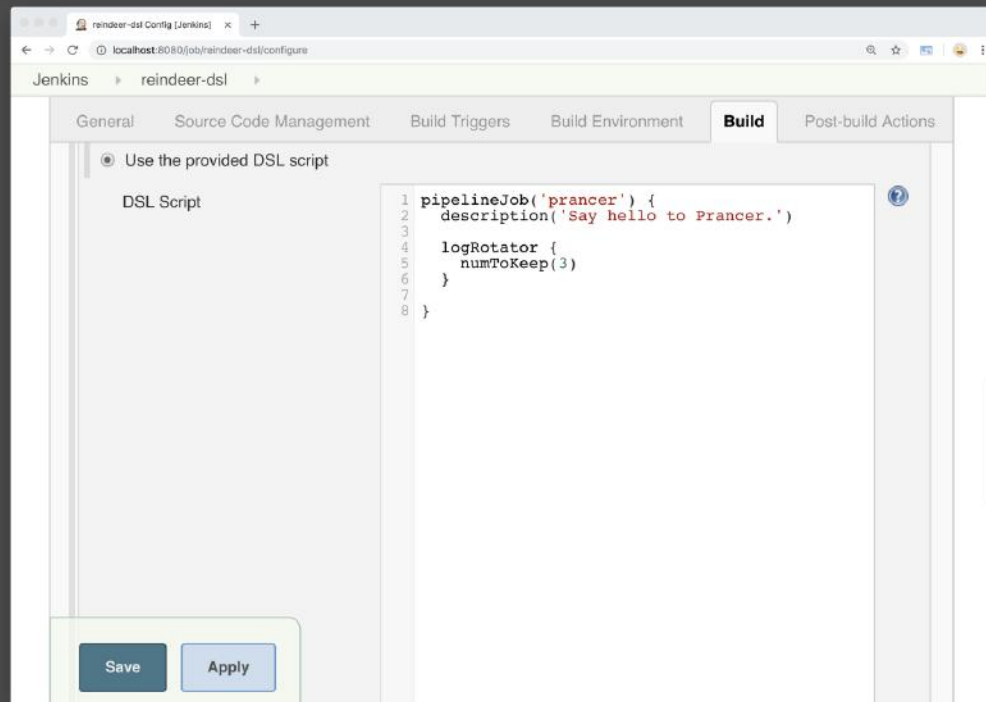 reindeer-dsl Config [Jenkins]
localhost:8080/job/reindeer-dsl/configure
Jenkins reindeer-dsl
General Source Code Management Build Triggers Build Environment Build Post-build Actions
Use the provided DSL script
DSL Script
1 pipelineJob('prancer') {
2   description('Say hello to Prancer.')
3
4   logRotator {
5     numToKeep(3)
6   }
7
8 }
Save Apply